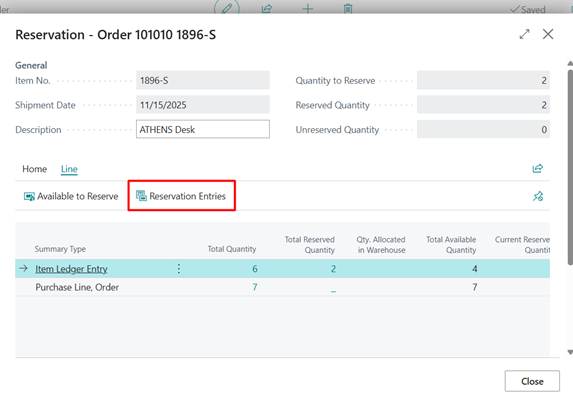 der
Saved
Reservation - Order 101010 1896-S
General
Item No. 1896-S
Quantity to Reserve 2
Shipment Date 11/15/2025
Reserved Quantity 2
Description ATHENS Desk
Unreserved Quantity 0
Home Line
Available to Reserve Reservation Entries
Summary Type Total Quantity Total Reserved Quantity Qty. Allocated in Warehouse Total Available Quantity Current Reserve Quantit
Item Ledger Entry 6 2 4
Purchase Line, Order 7 _ 7
Close